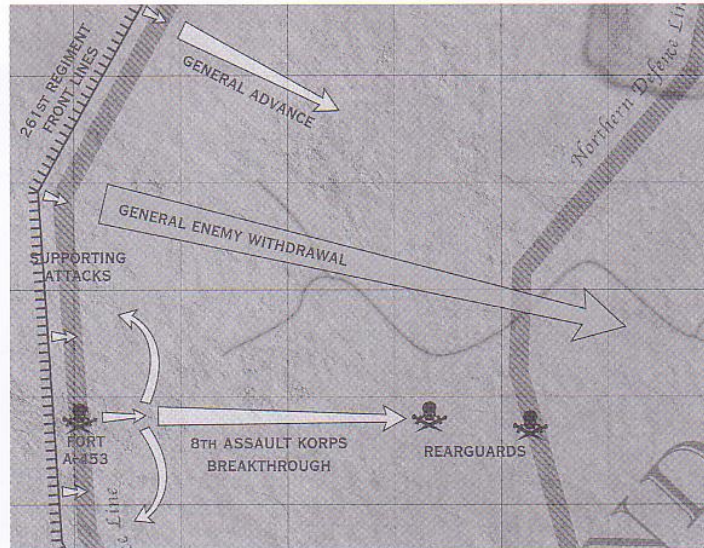 261ST REGIMENT
FRONT LINES
GENERAL ADVANCE
Northern Defence Line
GENERAL ENEMY WITHDRAWAL
SUPPORTING
ATTACKS
FORT
A-453
8TH ASSAULT KORPS
BREAKTHROUGH
REARGUARDS
Line